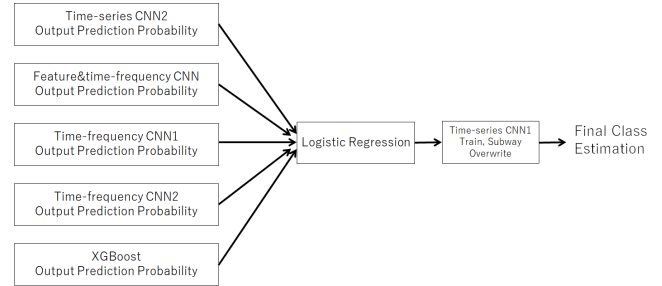 Time-series CNN2
Output Prediction Probability
Feature&time-frequency CNN
Output Prediction Probability
Time-frequency CNN1
Output Prediction Probability
Time-frequency CNN2
Output Prediction Probability
XGBoost
Output Prediction Probability
Logistic Regression
Time-series CNN1
Train, Subway
Overwrite
Final Class
Estimation